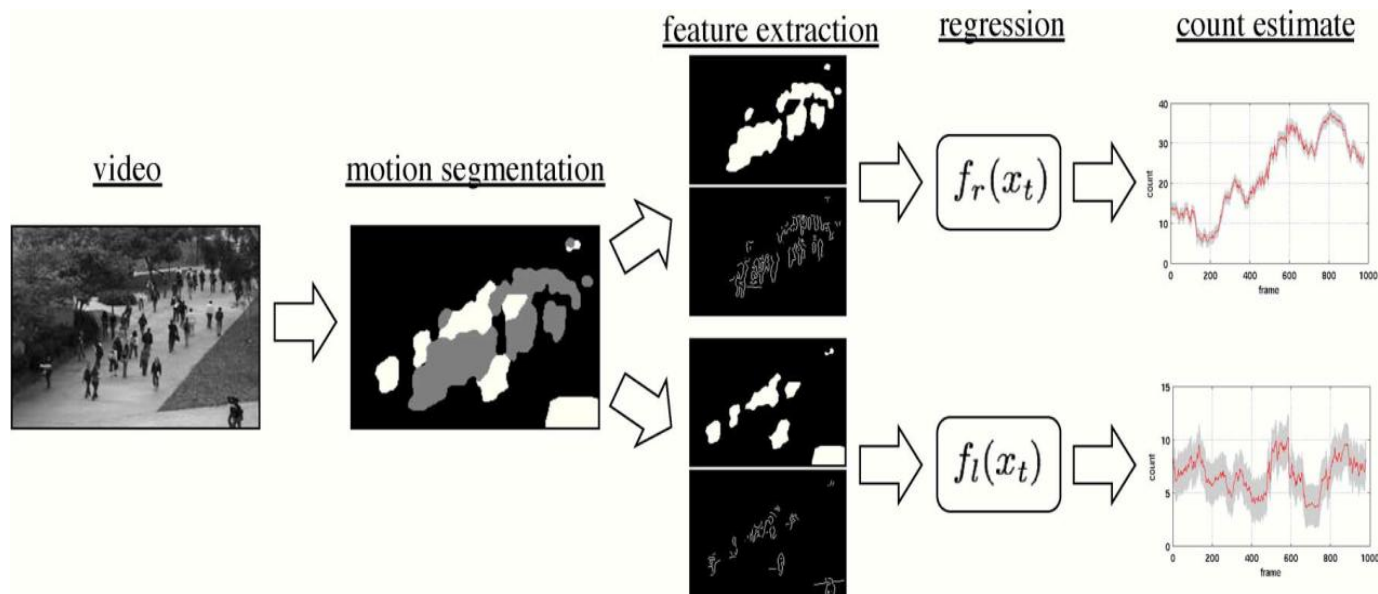 feature extraction
regression
count estimate
video
motion segmentation
f_r(x_t)
40
30
20
10
0
count
0 200 400 600 800 1000
frame
f_l(x_t)
15
10
5
0
count
0 200 400 600 800 1000
frame